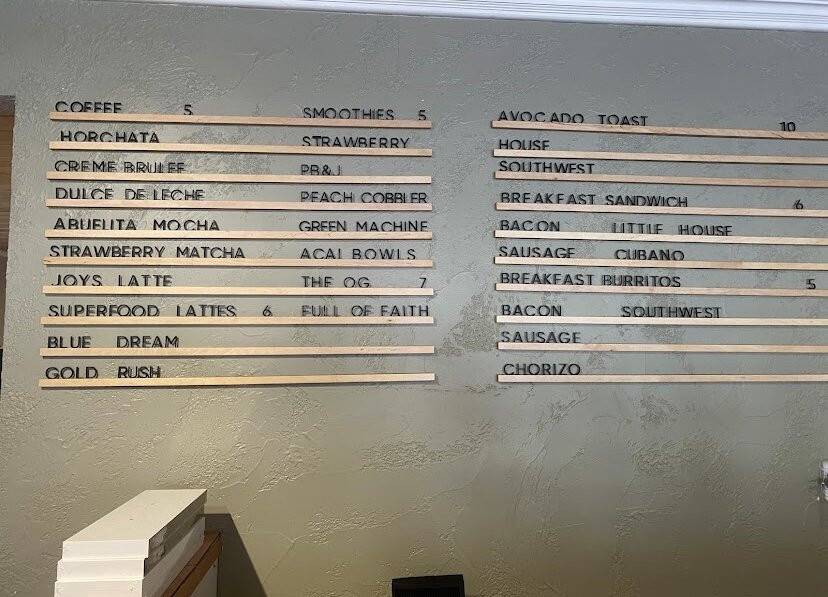 COFFEE 5
HORCHATA
CREME BRULEE
DULCE DE LECHE
ABUELITA MOCHA
STRAWBERRY MATCHA
JOYS LATTE
SUPERFOOD LATTES 6
BLUE DREAM
GOLD RUSH
SMOOTHIES 5
STRAWBERRY
PB&J
PEACH COBBLER
GREEN MACHINE
ACAI BOWLS
THE OG 7
FULL OF FAITH
AVOCADO TOAST 10
HOUSE
SOUTHWEST
BREAKFAST SANDWICH 6
BACON LITTLE HOUSE
SAUSAGE CUBANO
BREAKFAST BURRITOS 5
BACON SOUTHWEST
SAUSAGE
CHORIZO